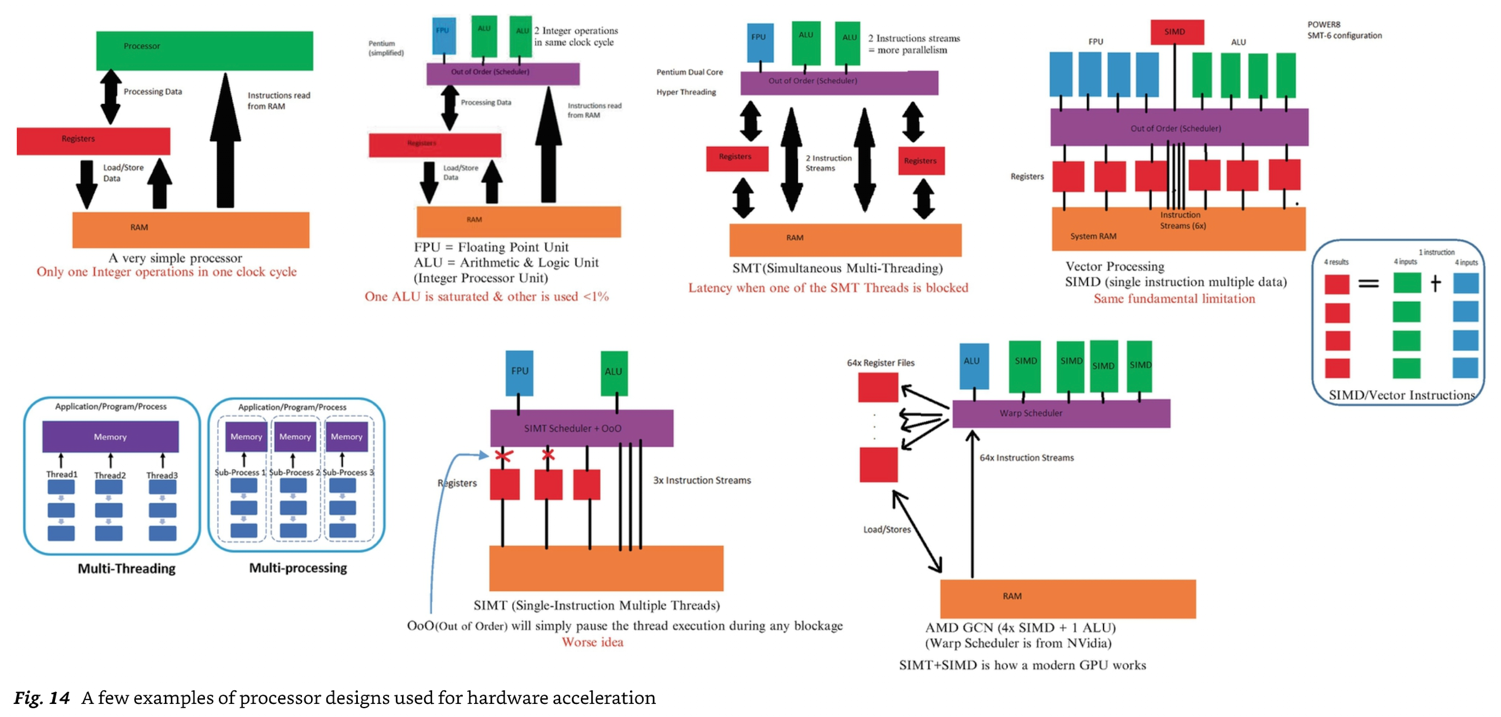 Processor
Processing Data
Instructions read
from RAM
Registers
Load/Store
Data
RAM
A very simple processor
Only one Integer operations in one clock cycle
Pentium
(simplified)
FPU
ALU
ALU
2 Integer operations
in same clock cycle
Out of Order (Scheduler)
Processing Data
Instructions read
from RAM
Registers
Load/Store
Data
RAM
FPU = Floating Point Unit
ALU = Arithmetic & Logic Unit
(Integer Processor Unit)
One ALU is saturated & other is used <1%
FPU
ALU
ALU
2 Instructions streams
= more parallelism
Pentium Dual Core
Hyper Threading
Out of Order (Scheduler)
Registers
2 Instruction
Streams
Registers
RAM
SMT(Simultaneous Multi-Threading)
Latency when one of the SMT Threads is blocked
SIMD
POWER8
SMT-6 configuration
FPU
ALU
Out of Order (Scheduler)
Registers
Instruction
Streams (6x)
System RAM
Vector Processing
SIMD (single instruction multiple data)
Same fundamental limitation
1 instruction
4 results
4 inputs
4 inputs
=
+
SIMD/Vector Instructions
Application/Program/Process
Memory
Thread1
Thread2
Thread3
Multi-Threading
Application/Program/Process
Memory
Memory
Memory
Sub-Process 1
Sub-Process 2
Sub-Process 3
Multi-processing
FPU
ALU
SIMT Scheduler + OoO
Registers
3x Instruction Streams
SIMT (Single-Instruction Multiple Threads)
OoO(Out of Order) will simply pause the thread execution during any blockage
Worse idea
64x Register Files
ALU
SIMD
SIMD
SIMD
SIMD
Warp Scheduler
64x Instruction Streams
Load/Stores
RAM
AMD GCN (4x SIMD + 1 ALU)
(Warp Scheduler is from NVidia)
SIMT+SIMD is how a modern GPU works
Fig. 14 A few examples of processor designs used for hardware acceleration